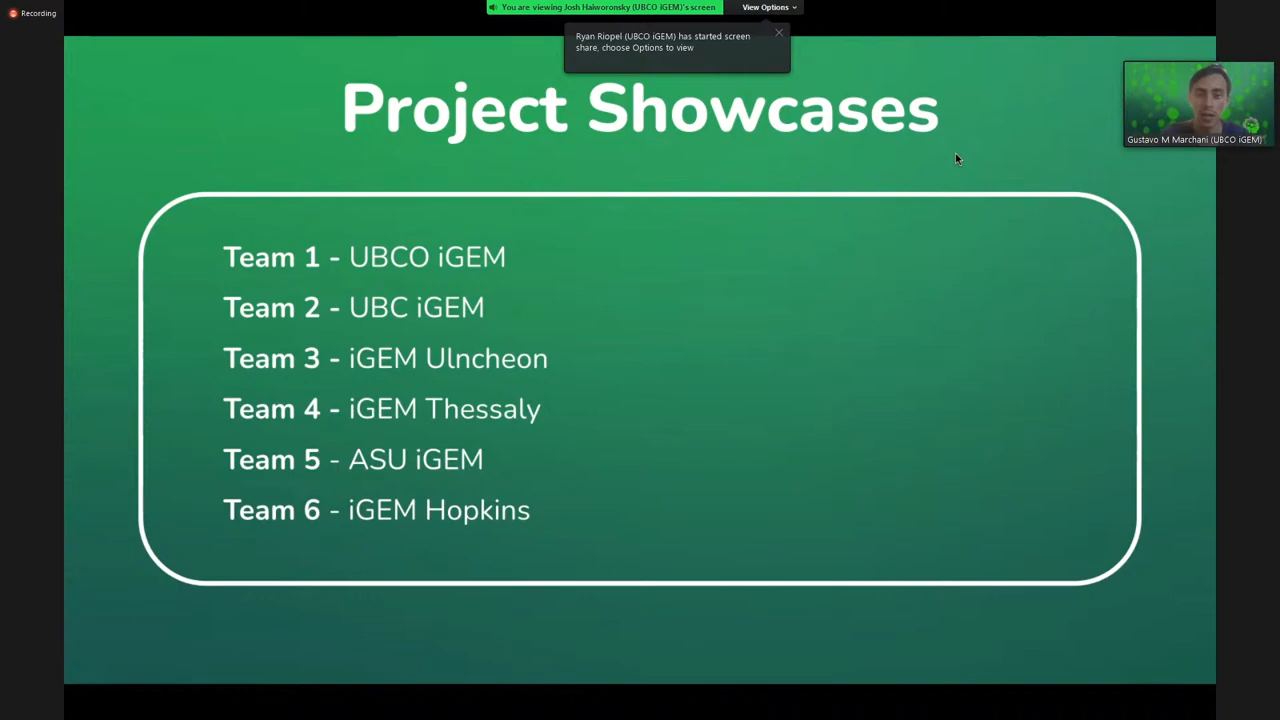 Recording
You are viewing Josh Haiworonsky (UBCO iGEM)'s screen
View Options
Ryan Riopel (UBCO iGEM) has started screen
share, choose Options to view
Project Showcases
Gustavo M Marchani (UBCO iGEM)
Team 1 - UBCO iGEM
Team 2 - UBC iGEM
Team 3 - iGEM UIncheon
Team 4 - iGEM Thessaly
Team 5 - ASU iGEM
Team 6 - iGEM Hopkins